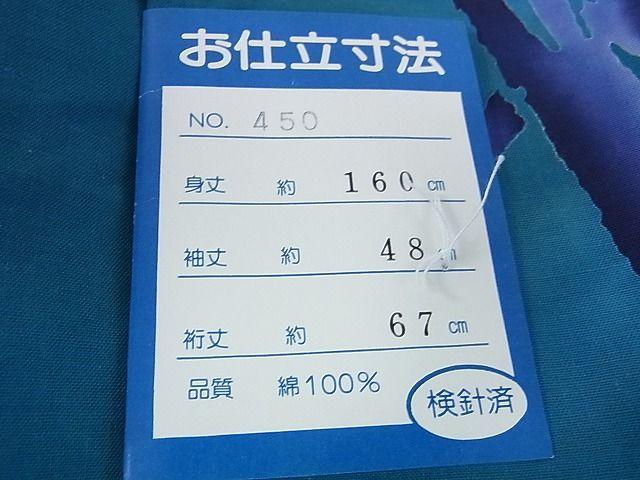 お仕立寸法
NO. 450
身丈 約 160 cm
袖丈 約 48 cm
裄丈 約 67 cm
品質 綿100%
検針済